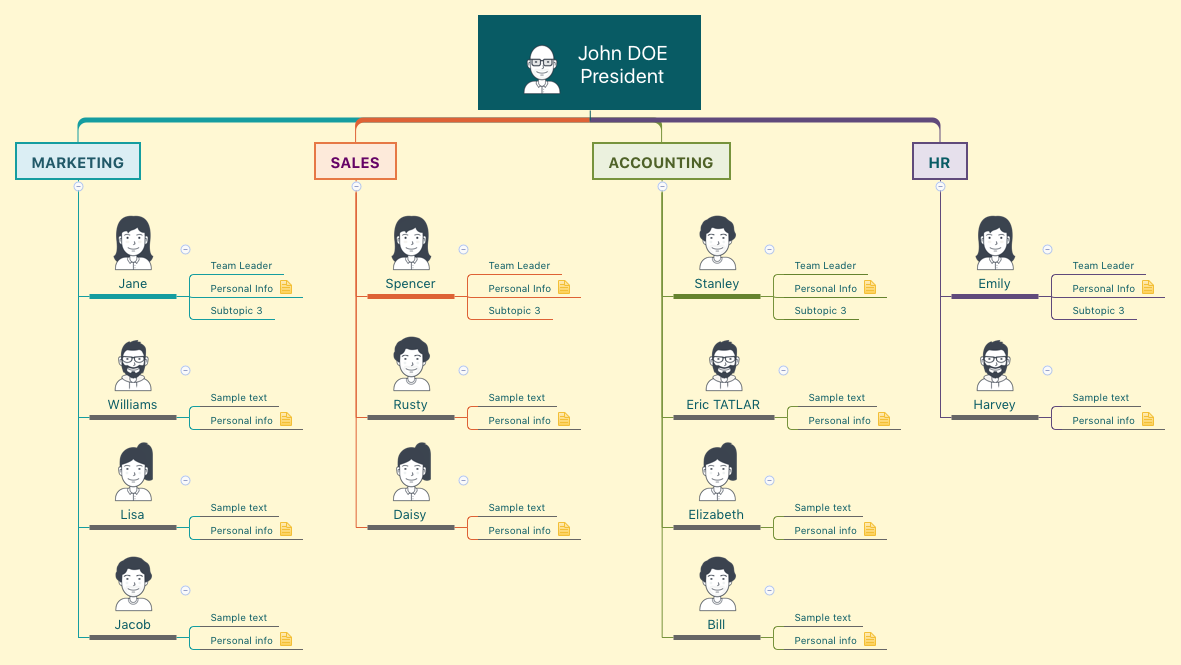 John DOE
President
MARKETING
SALES
ACCOUNTING
HR
Team Leader
Personal Info
Jane
Subtopic 3
Sample text
Williams
Personal info
Sample text
Lisa
Personal info
Sample text
Jacob
Personal info
Team Leader
Personal Info
Spencer
Subtopic 3
Sample text
Rusty
Personal info
Sample text
Daisy
Personal info
Team Leader
Personal Info
Stanley
Subtopic 3
Sample text
Eric TATLAR
Personal info
Sample text
Elizabeth
Personal info
Sample text
Bill
Personal info
Team Leader
Personal Info
Emily
Subtopic 3
Sample text
Harvey
Personal info